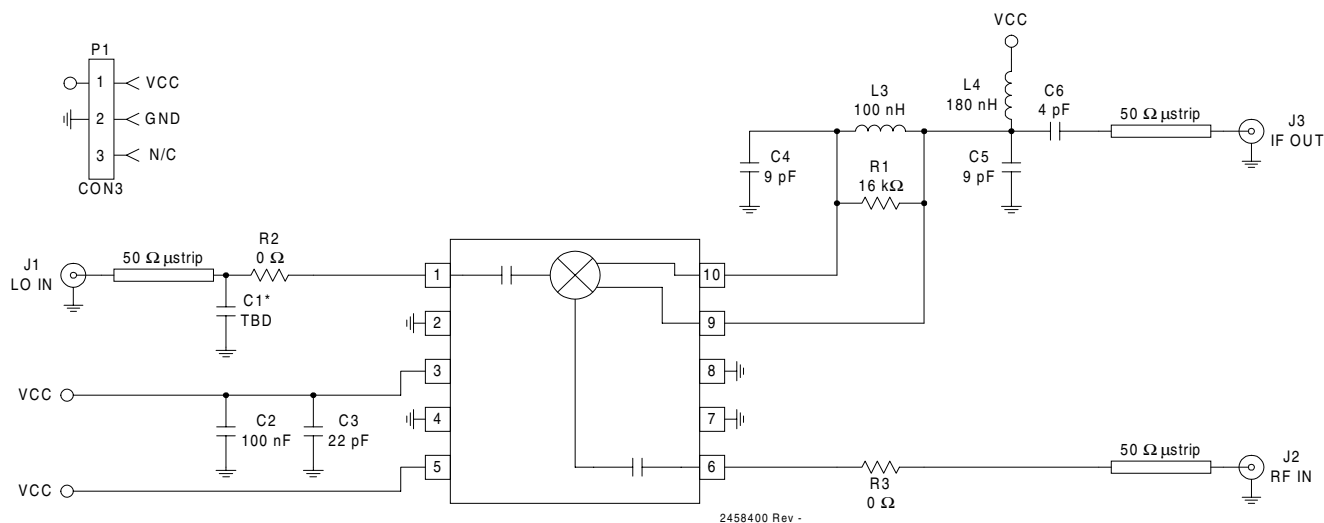 P1
1
VCC
2
GND
3
N/C
CON3
VCC
L3
100 nH
L4
180 nH
C6
4 pF
50 Ω µstrip
J3
IF OUT
C4
9 pF
R1
16 kΩ
C5
9 pF
J1
LO IN
50 Ω µstrip
R2
0 Ω
C1*
TBD
1
10
2
9
3
8
4
7
5
6
VCC
C2
100 nF
C3
22 pF
VCC
R3
0 Ω
50 Ω µstrip
J2
RF IN
2458400 Rev -